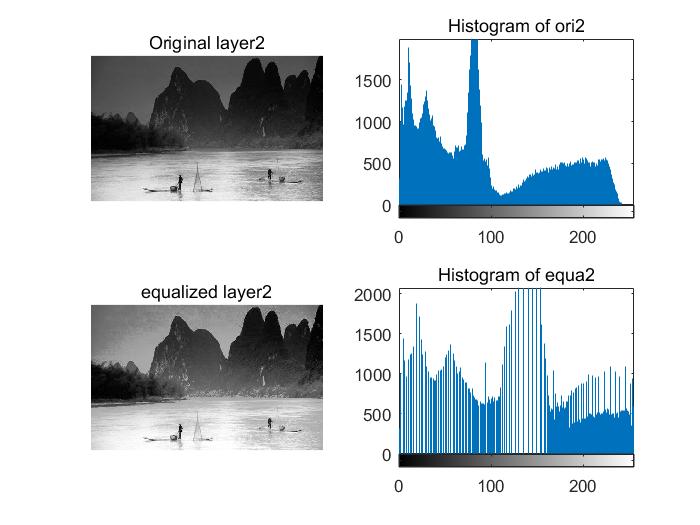 Original layer2
Histogram of ori2
1500
1000
500
0
0 100 200
equalized layer2
Histogram of equa2
2000
1500
1000
500
0
0 100 200